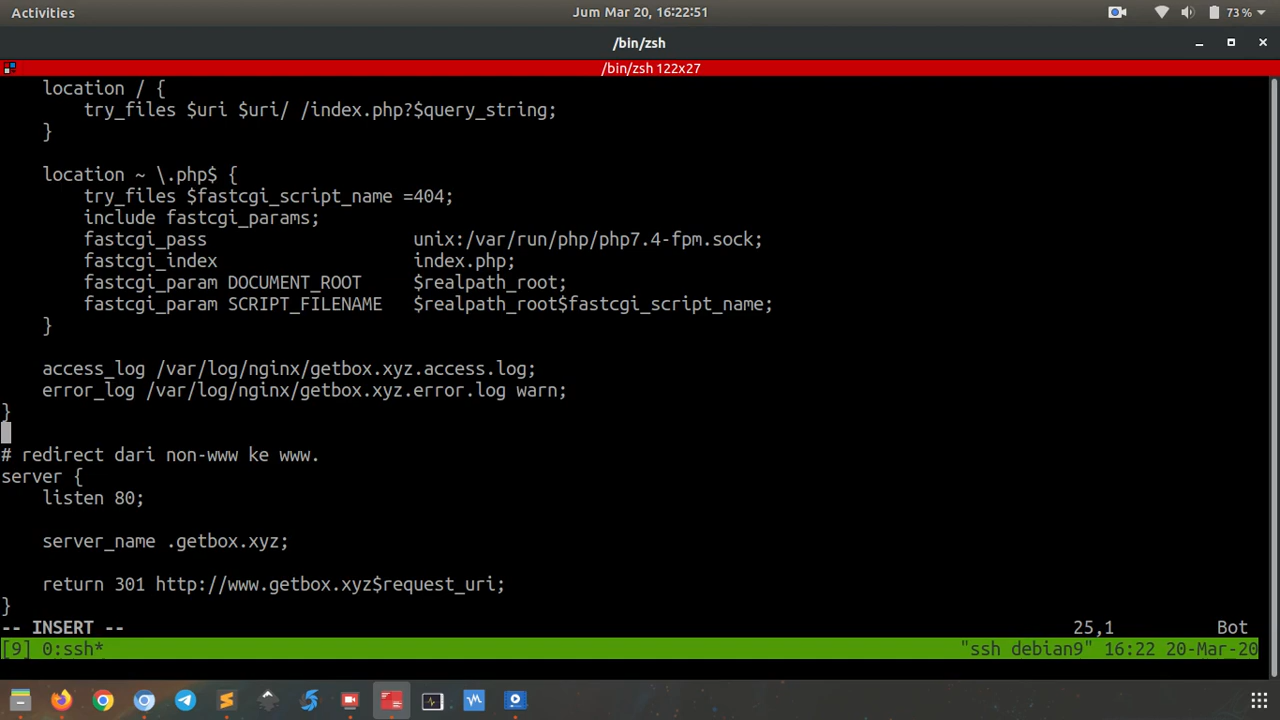 Activities
Jum Mar 20, 16:22:51
73 %
/bin/zsh
/bin/zsh 122x27
    location / {
        try_files $uri $uri/ /index.php?$query_string;
    }
    location ~ \.php$ {
        try_files $fastcgi_script_name =404;
        include fastcgi_params;
        fastcgi_pass                    unix:/var/run/php/php7.4-fpm.sock;
        fastcgi_index                   index.php;
        fastcgi_param DOCUMENT_ROOT     $realpath_root;
        fastcgi_param SCRIPT_FILENAME   $realpath_root$fastcgi_script_name;
    }
    access_log /var/log/nginx/getbox.xyz.access.log;
    error_log /var/log/nginx/getbox.xyz.error.log warn;
}
# redirect dari non-www ke www.
server {
    listen 80;
    server_name .getbox.xyz;
    return 301 http://www.getbox.xyz$request_uri;
}
-- INSERT -- 25,1 Bot
[9] 0:ssh* "ssh debian9" 16:22 20-Mar-20